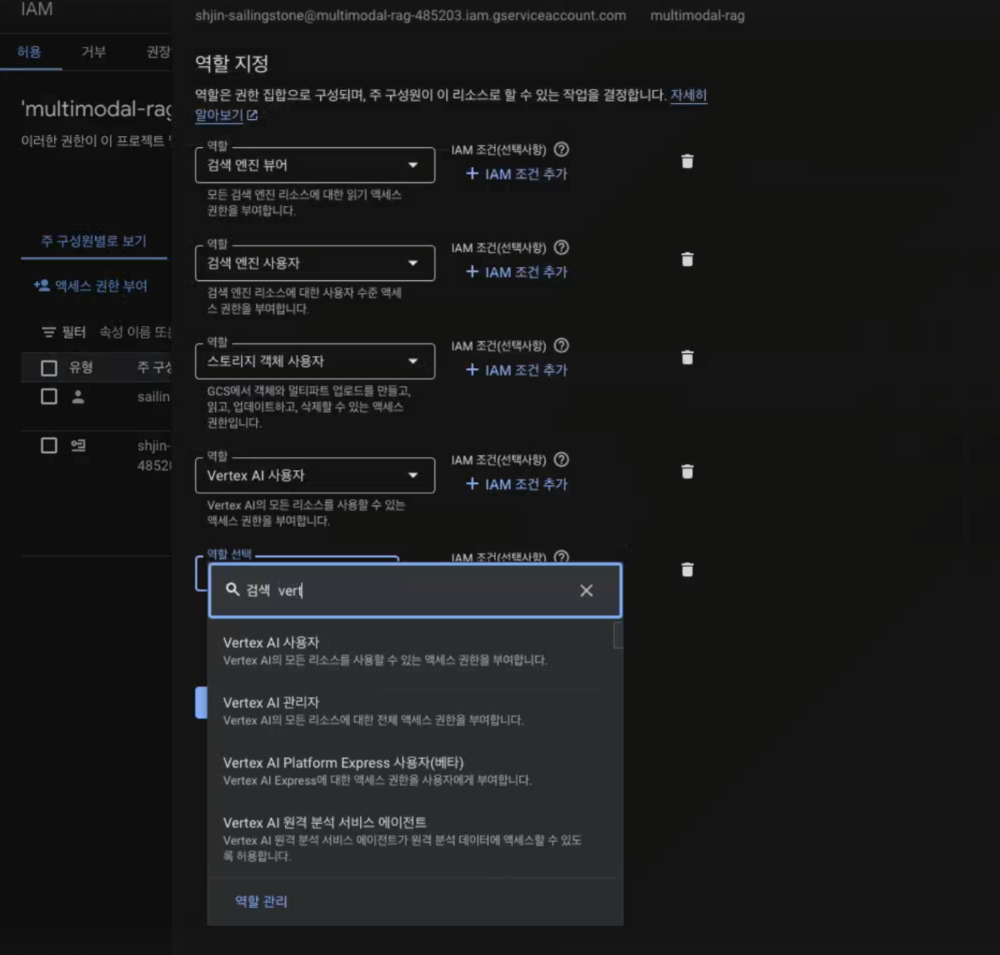 IAM
shjin-sailingstone@multimodal-rag-485203.iam.gserviceaccount.com
multimodal-rag
허용
거부
권장
'multimodal-rag
이러한 권한이 이 프로젝트
주 구성원별로 보기
액세스 권한 부여
필터 속성 이름 또는
유형
주 구성
sailin
shjin-
48520
역할 지정
역할은 권한 집합으로 구성되며, 주 구성원이 이 리소스로 할 수 있는 작업을 결정합니다. 자세히
알아보기
역할
검색 엔진 뷰어
모든 검색 엔진 리소스에 대한 읽기 액세스
권한을 부여합니다.
IAM 조건(선택사항)
+ IAM 조건 추가
역할
검색 엔진 사용자
검색 엔진 리소스에 대한 사용자 수준 액세
스 권한을 부여합니다.
IAM 조건(선택사항)
+ IAM 조건 추가
역할
스토리지 객체 사용자
GCS에서 객체와 멀티파트 업로드를 만들고,
읽고, 업데이트하고, 삭제할 수 있는 액세스
권한입니다.
IAM 조건(선택사항)
+ IAM 조건 추가
역할
Vertex AI 사용자
Vertex AI의 모든 리소스를 사용할 수 있는
액세스 권한을 부여합니다.
IAM 조건(선택사항)
+ IAM 조건 추가
역할 선택
IAM 조건(선택사항)
검색 vert
Vertex AI 사용자
Vertex AI의 모든 리소스를 사용할 수 있는 액세스 권한을 부여합니다.
Vertex AI 관리자
Vertex AI의 모든 리소스에 대한 전체 액세스 권한을 부여합니다.
Vertex AI Platform Express 사용자(베타)
Vertex AI Express에 대한 액세스 권한을 사용자에게 부여합니다.
Vertex AI 원격 분석 서비스 에이전트
Vertex AI 원격 분석 서비스 에이전트가 원격 분석 데이터에 액세스할 수 있도
록 허용합니다.
역할 관리